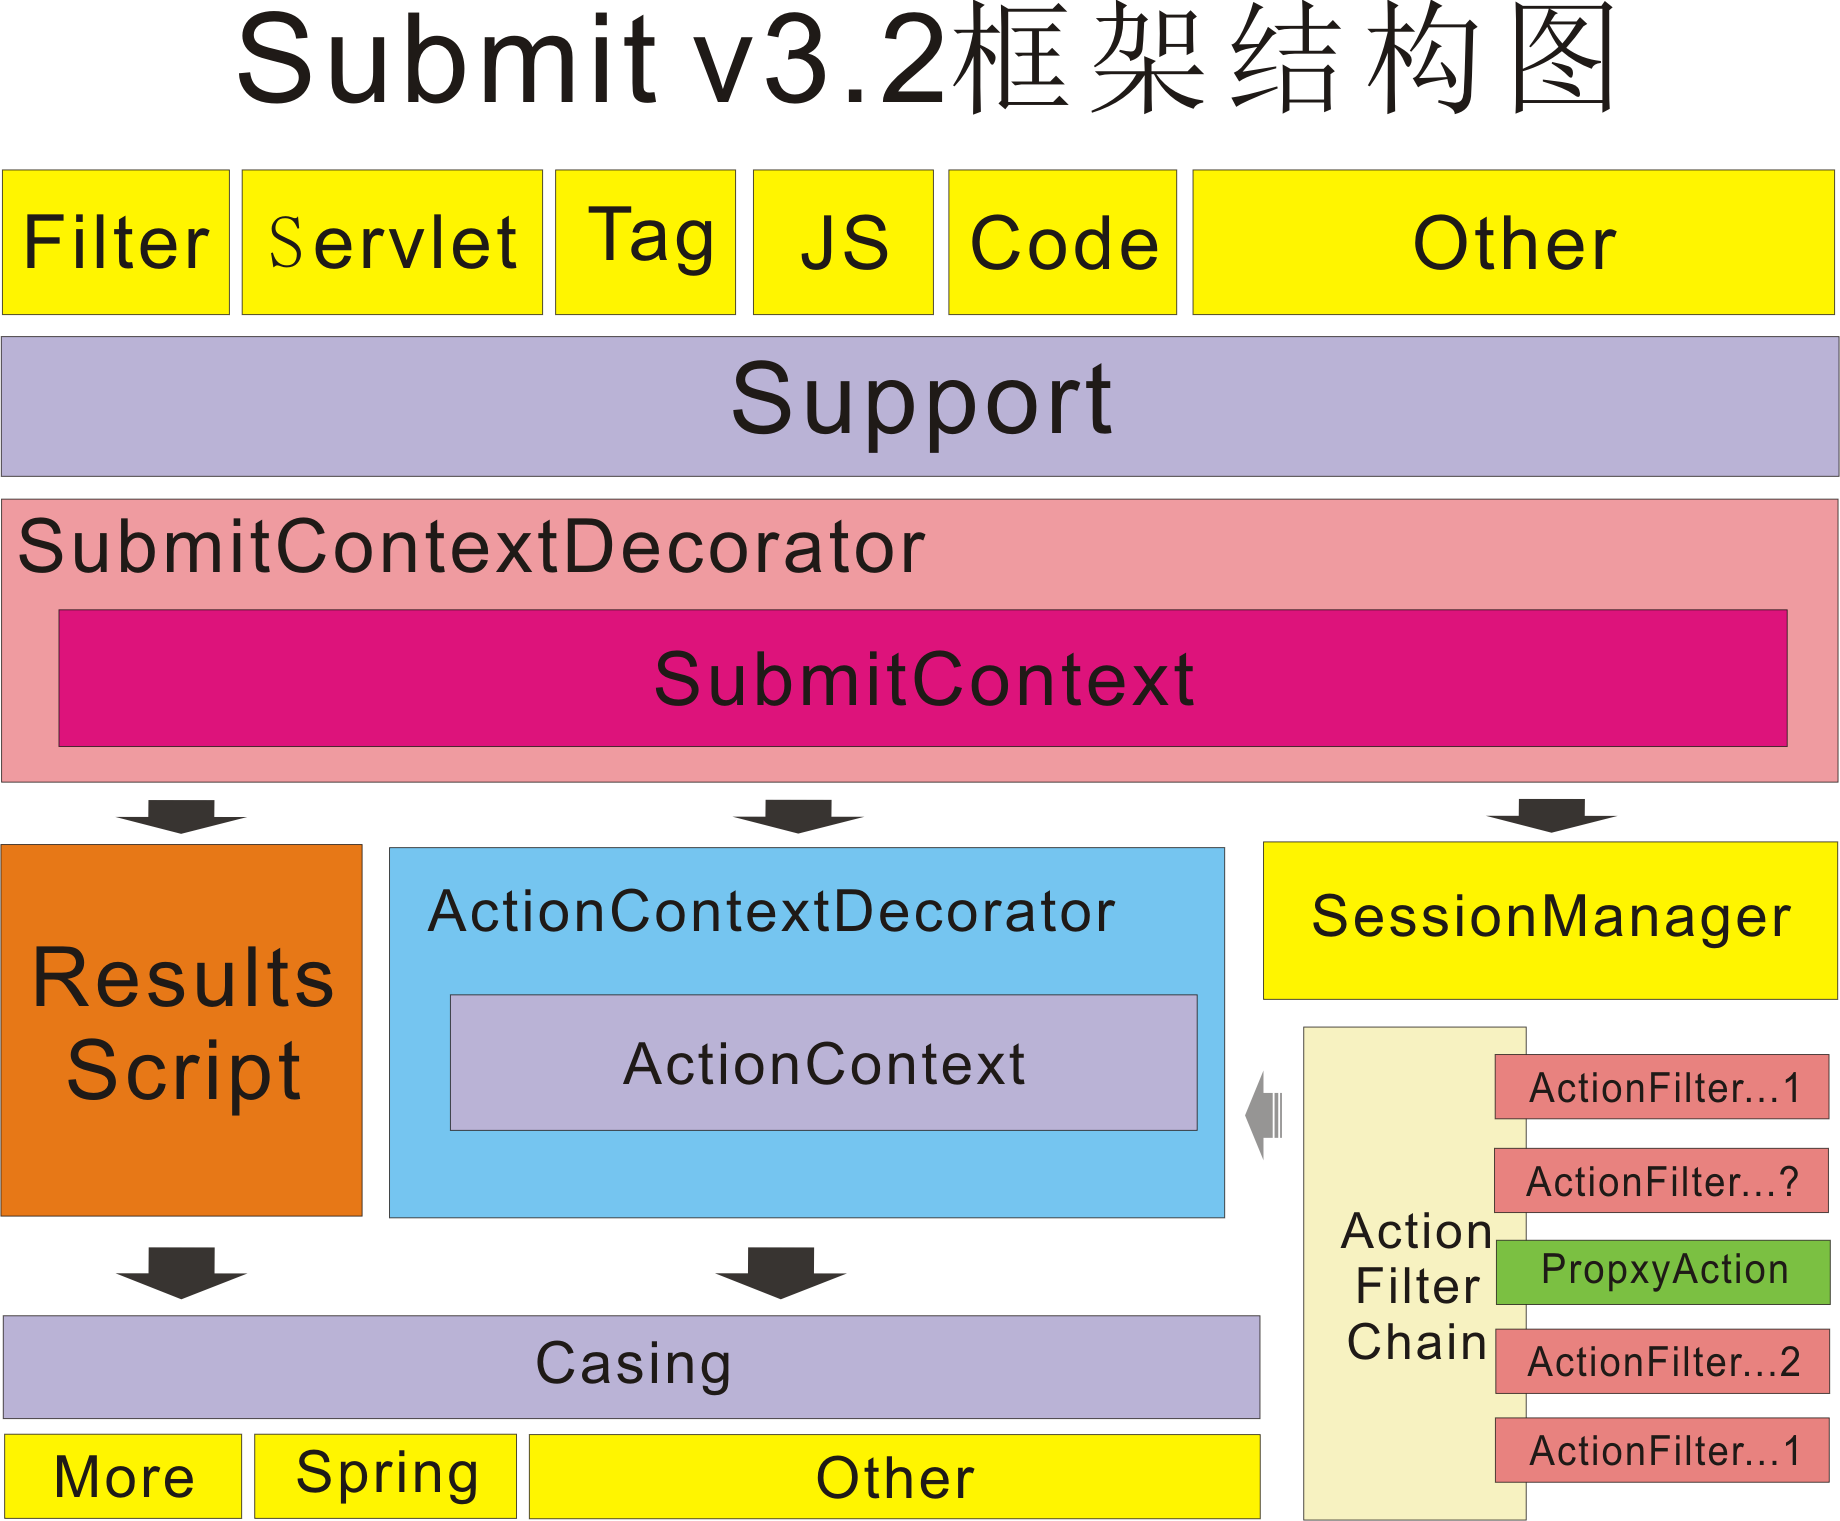 Submit v3.2框架结构图
Filter
Servlet
Tag
JS
Code
Other
Support
SubmitContextDecorator
SubmitContext
Results
Script
ActionContextDecorator
ActionContext
SessionManager
Action
Filter
Chain
ActionFilter...1
ActionFilter...?
PropxyAction
ActionFilter...2
ActionFilter...1
Casing
More
Spring
Other